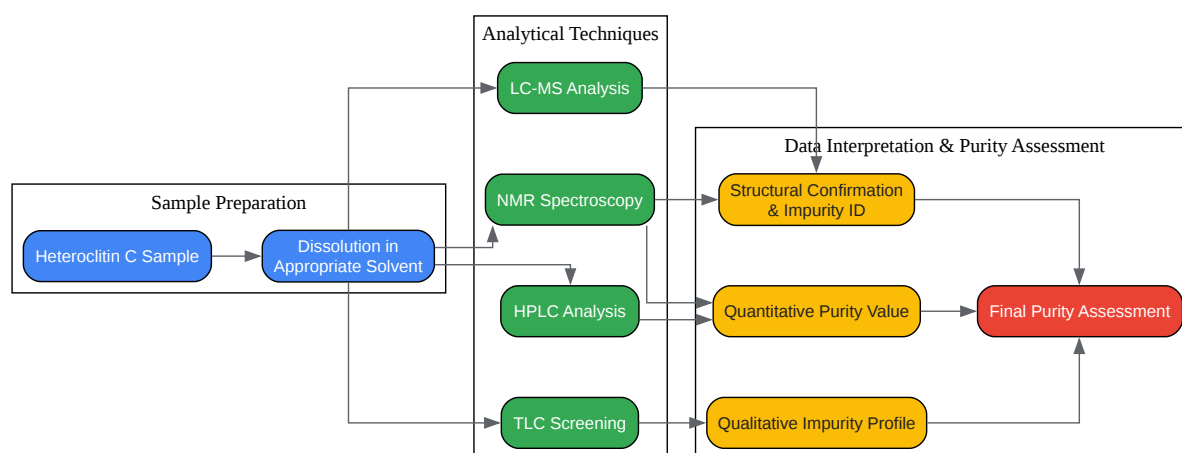 Analytical Techniques
LC-MS Analysis
Data Interpretation & Purity Assessment
Sample Preparation
NMR Spectroscopy
Structural Confirmation
& Impurity ID
Heteroclitin C Sample
Dissolution in
Appropriate Solvent
HPLC Analysis
Quantitative Purity Value
Final Purity Assessment
TLC Screening
Qualitative Impurity Profile